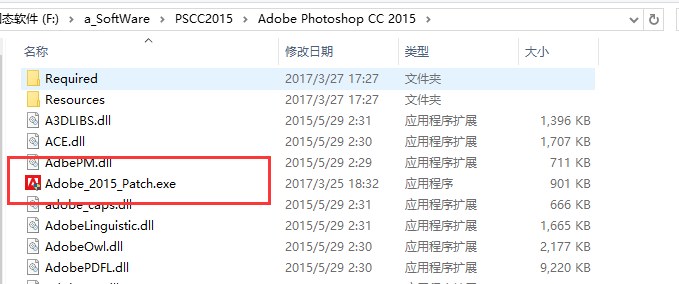 态软件 (F:) > a_SoftWare > PSCC2015 > Adobe Photoshop CC 2015 >
名称 修改日期 类型 大小
Required 2017/3/27 17:27 文件夹
Resources 2017/3/27 17:27 文件夹
A3DLIBS.dll 2015/5/29 2:31 应用程序扩展 1,396 KB
ACE.dll 2015/5/29 2:31 应用程序扩展 1,707 KB
AdbePM.dll 2015/5/29 2:29 应用程序扩展 711 KB
Adobe_2015_Patch.exe 2017/3/25 18:32 应用程序 901 KB
adobe_caps.dll 2015/5/29 2:31 应用程序扩展 666 KB
AdobeLinguistic.dll 2015/5/29 2:31 应用程序扩展 1,665 KB
AdobeOwl.dll 2015/5/29 2:30 应用程序扩展 2,177 KB
AdobePDFL.dll 2015/5/29 2:30 应用程序扩展 9,220 KB